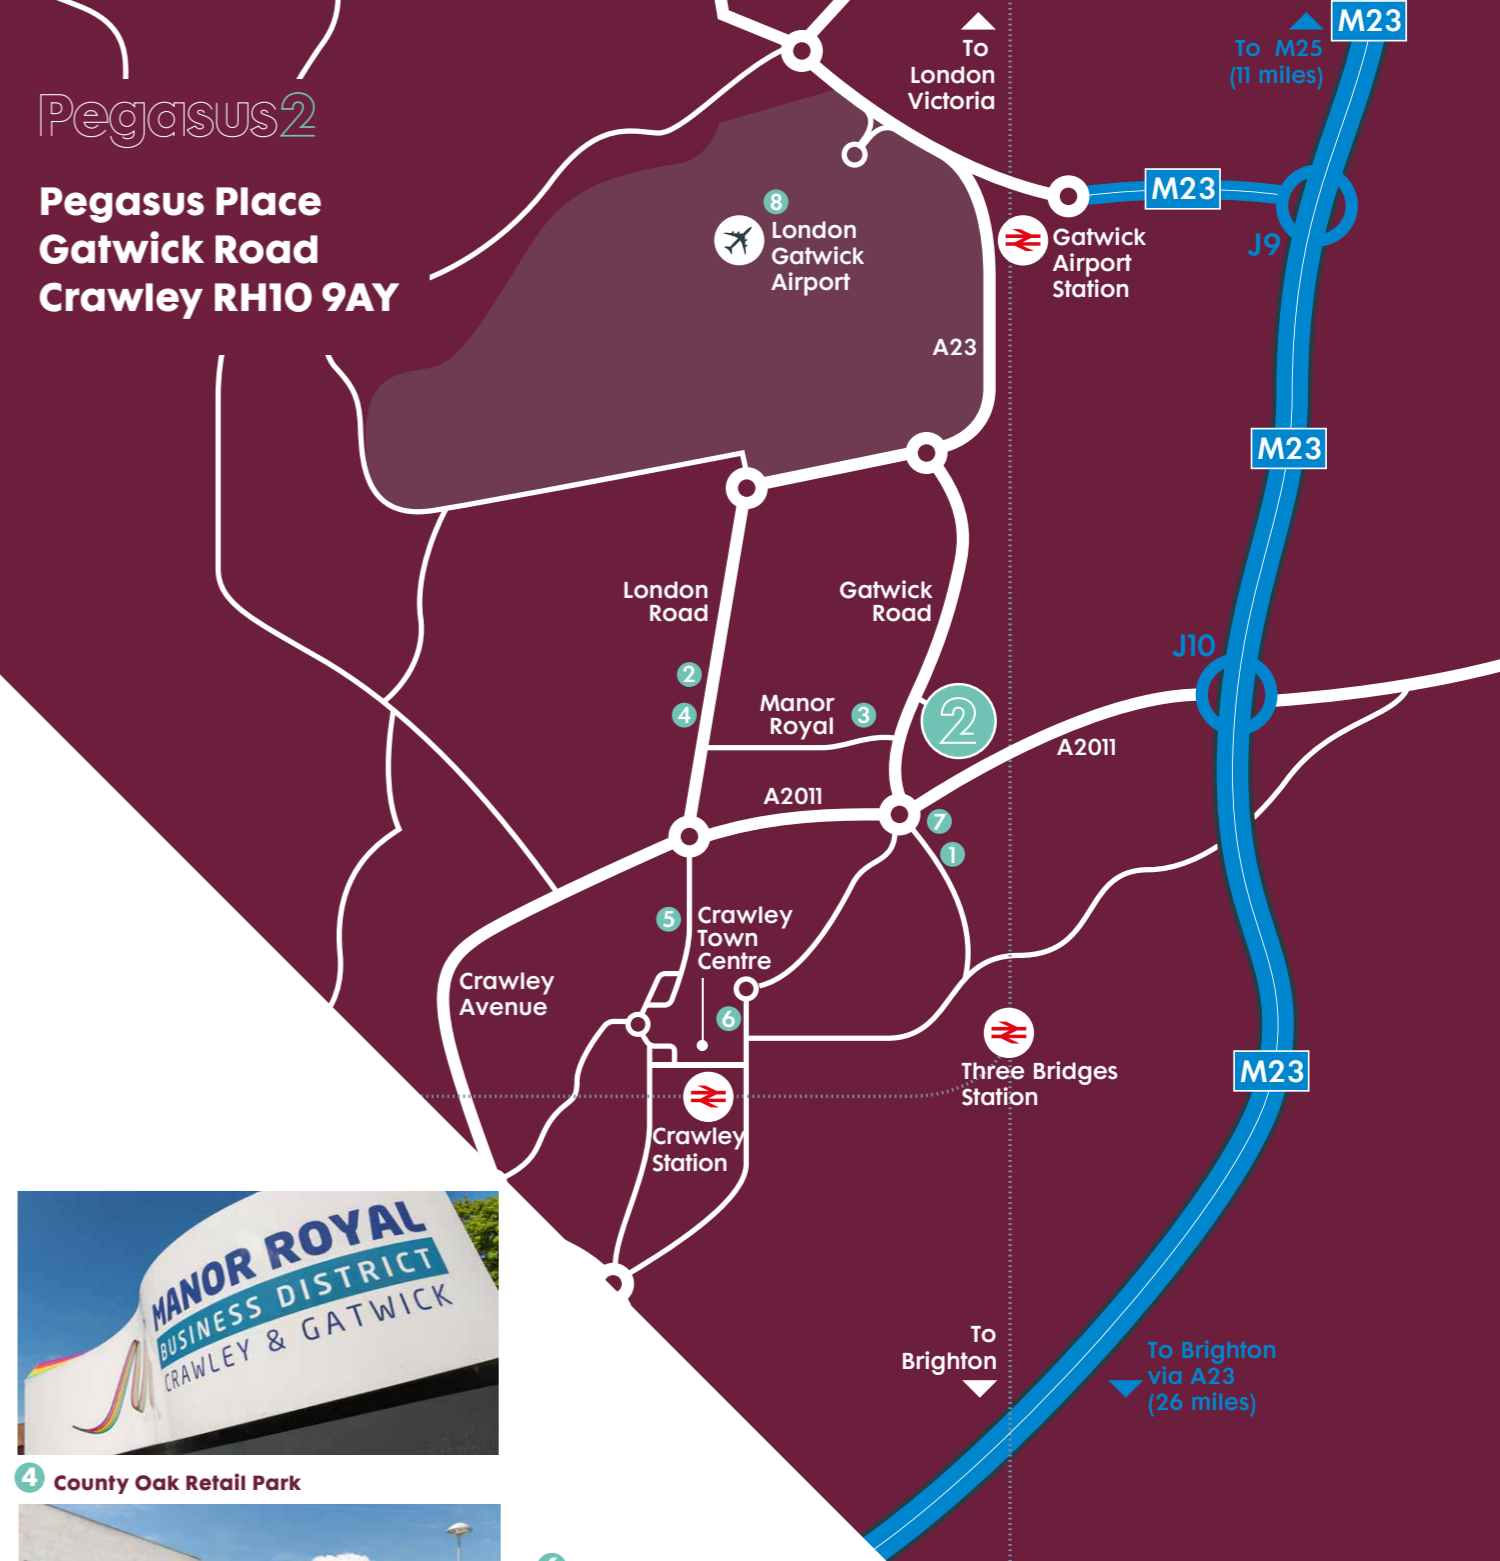 M23
To
London
Victoria
To M25
(11 miles)
Pegasus2
Pegasus Place
Gatwick Road
Crawley RH10 9AY
M23
8
London
Gatwick
Airport
Gatwick
Airport
Station
J9
A23
M23
London
Road
Gatwick
Road
J10
2
4
Manor
Royal
3
2
A2011
A2011
7
1
5
Crawley
Town
Centre
Crawley
Avenue
6
Three Bridges
Station
M23
Crawley
Station
MANOR ROYAL
BUSINESS DISTRICT
CRAWLEY & GATWICK
To
Brighton
To Brighton
via A23
(26 miles)
4 County Oak Retail Park